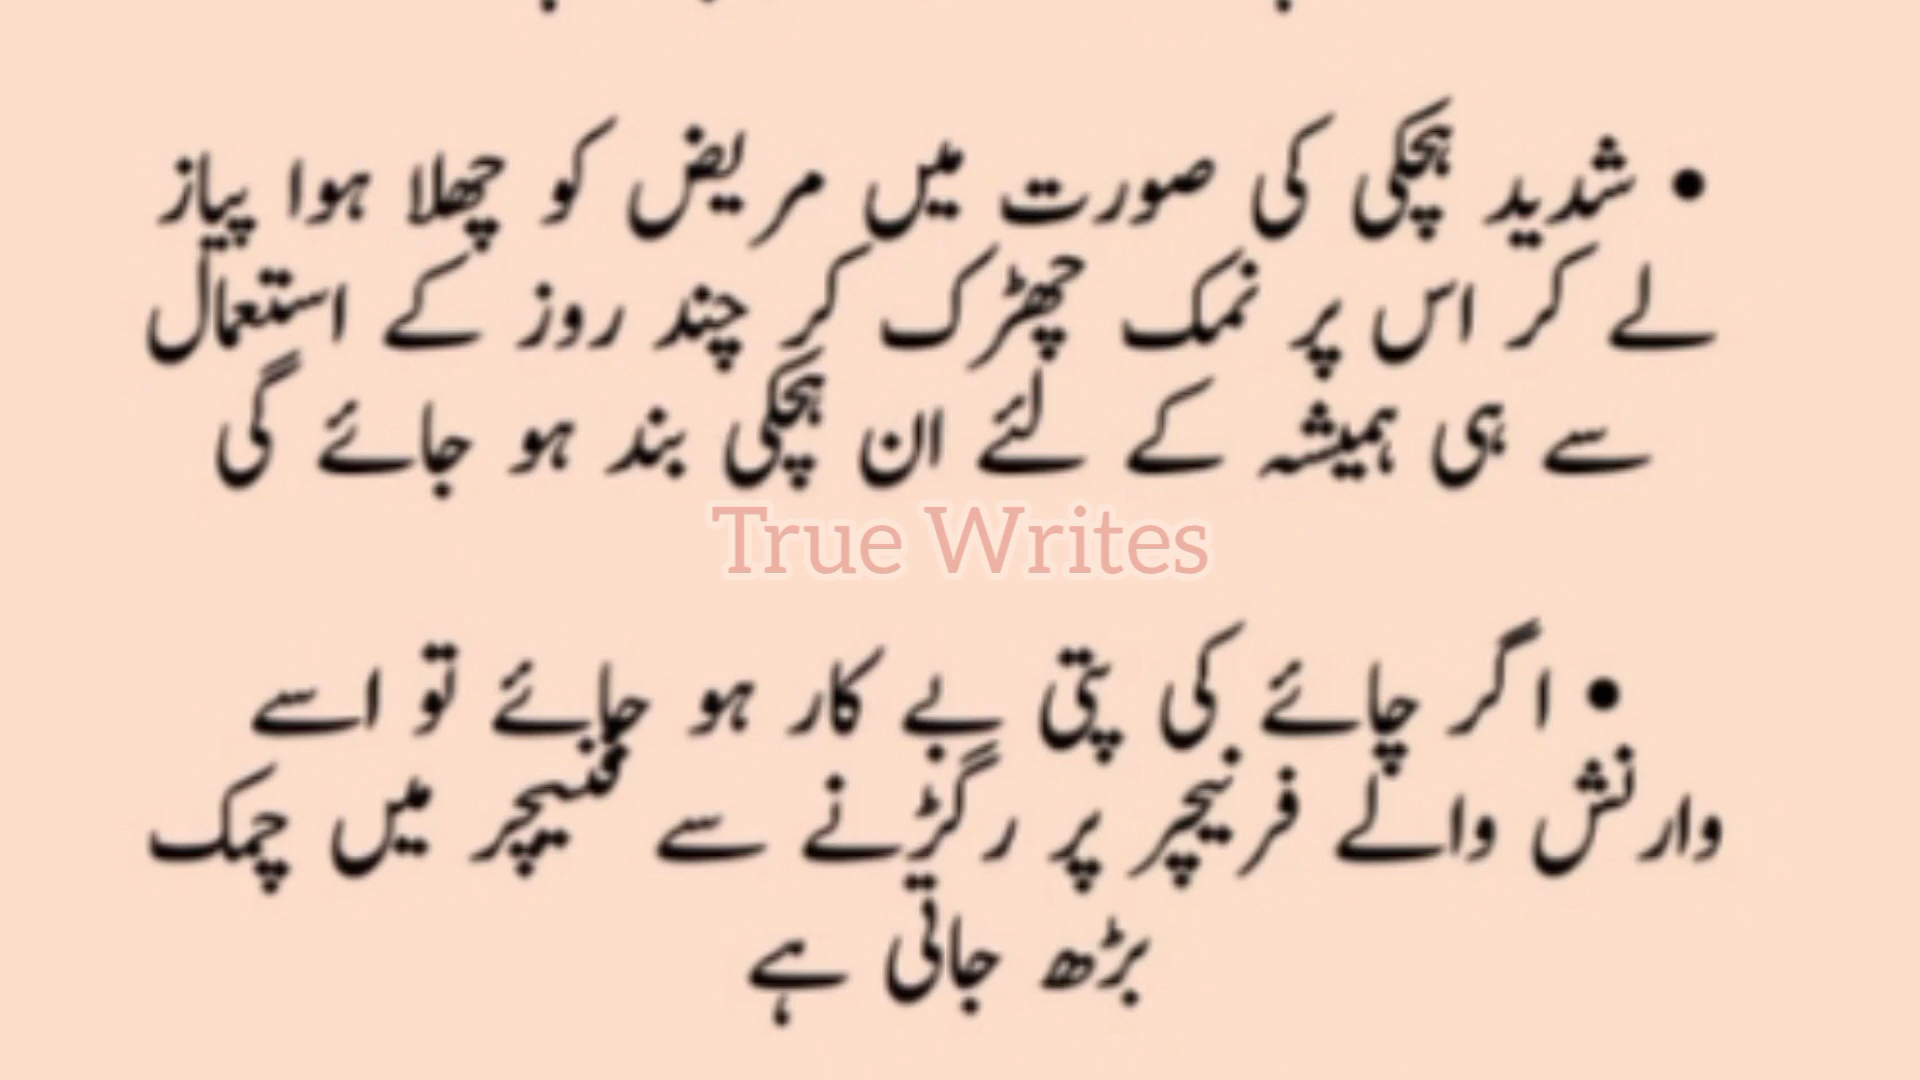 • شدید ہچکی کی صورت میں مریض کو چھلا ہوا پیاز
لے کر اس پر نمک چھڑک کر چند روز کے استعمال
سے ہی ہمیشہ کے لئے ان ہچکی بند ہو جائے گی
True Writes
• اگر چائے کی پتی بے کار ہو جائے تو اسے
وارنش والے فرنیچر پر رگڑنے سے فنیچر میں چمک
بڑھ جاتی ہے